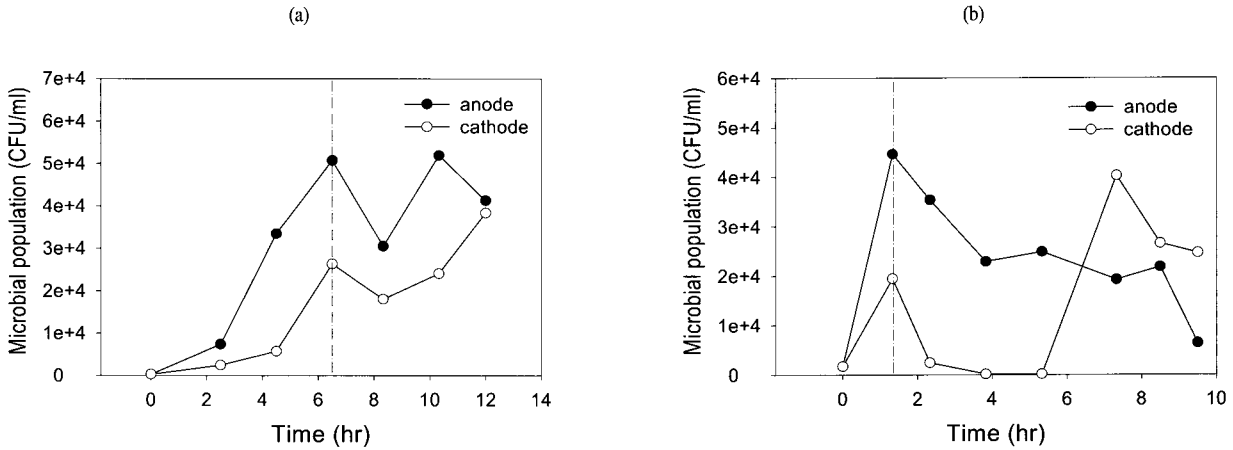 (a)
Microbial population (CFU/ml)
7e+4
6e+4
5e+4
4e+4
3e+4
2e+4
1e+4
0
anode
cathode
0 2 4 6 8 10 12 14
Time (hr)
(b)
Microbial population (CFU/ml)
6e+4
5e+4
4e+4
3e+4
2e+4
1e+4
0
anode
cathode
0 2 4 6 8 10
Time (hr)